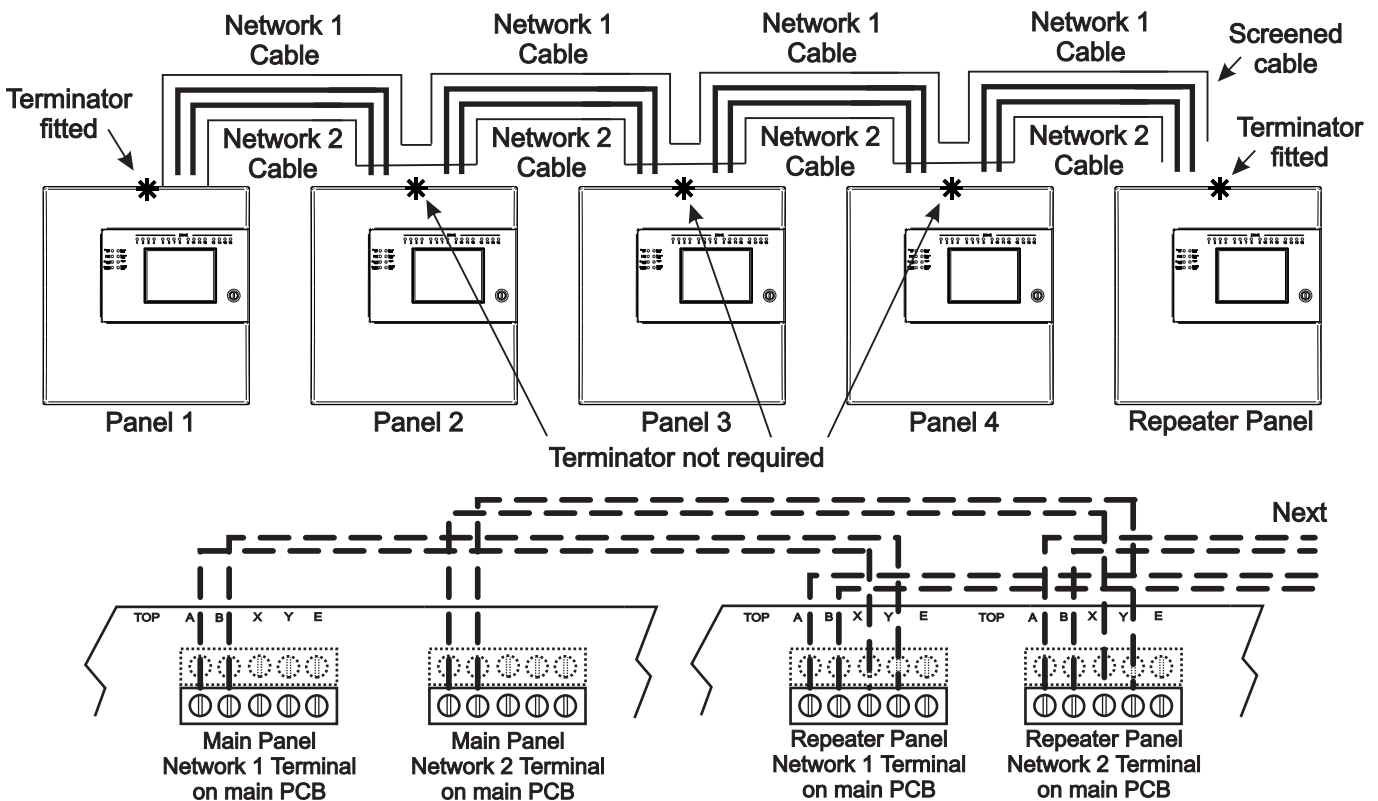 Network 1
Cable
Network 1
Cable
Network 1
Cable
Network 1
Cable
Screened
cable
Terminator
fitted
Network 2
Cable
Network 2
Cable
Network 2
Cable
Network 2
Cable
Terminator
fitted
Panel 1
Panel 2
Panel 3
Panel 4
Repeater Panel
Terminator not required
Next
TOP A B X Y E
TOP A B X Y E
TOP A B X Y E
Main Panel
Network 1 Terminal
on main PCB
Main Panel
Network 2 Terminal
on main PCB
Repeater Panel
Network 1 Terminal
on main PCB
Repeater Panel
Network 2 Terminal
on main PCB